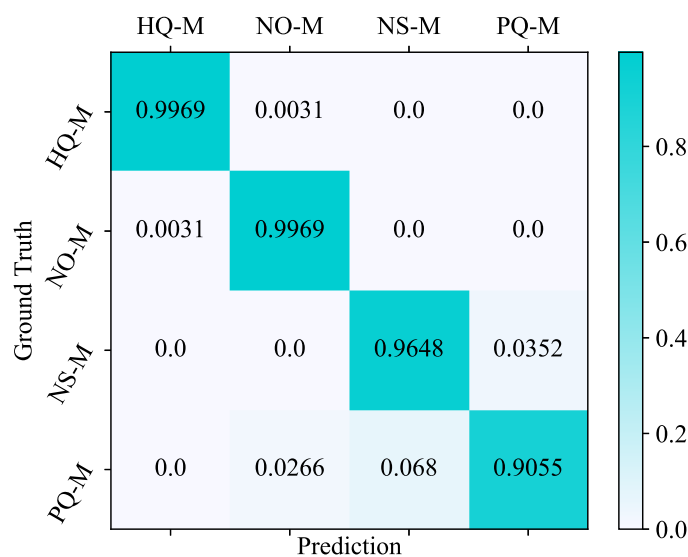 HQ-M NO-M NS-M PQ-M
HQ-M 0.9969 0.0031 0.0 0.0
NO-M 0.0031 0.9969 0.0 0.0
NS-M 0.0 0.0 0.9648 0.0352
PQ-M 0.0 0.0266 0.068 0.9055
Ground Truth
Prediction
0.8
0.6
0.4
0.2
0.0